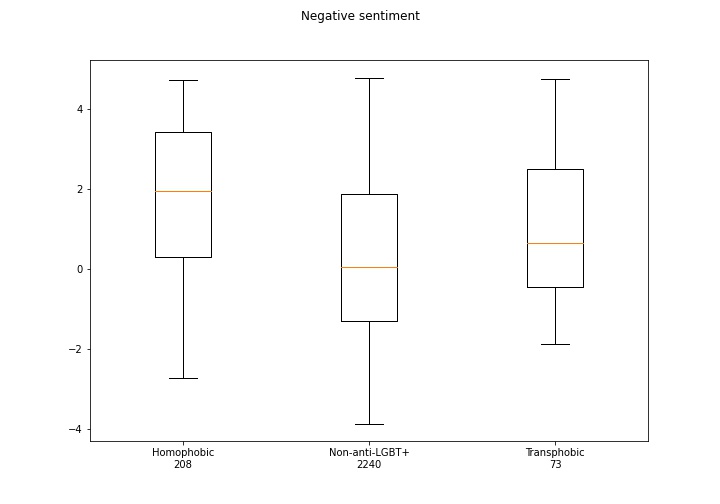 Negative sentiment
4
2
0
−2
−4
Homophobic
208
Non-anti-LGBT+
2240
Transphobic
73